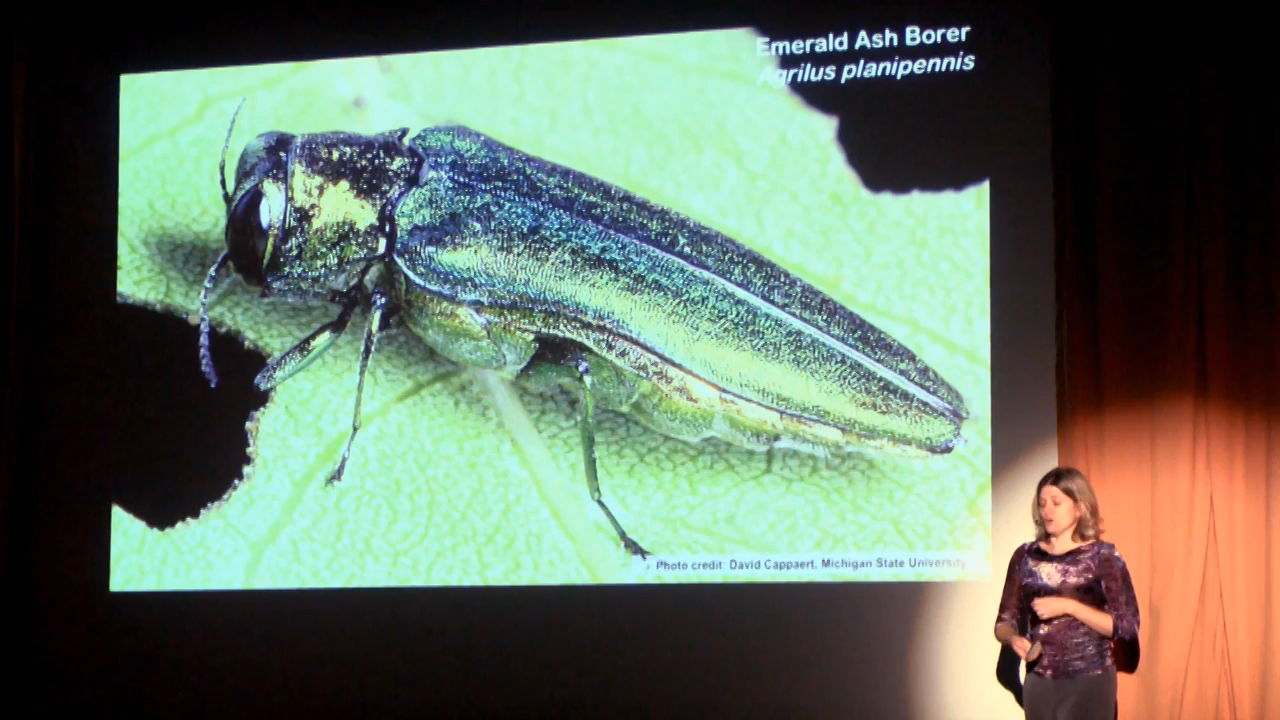 Emerald Ash Borer
Agrilus planipennis
Photo credit: David Cappaert, Michigan State University